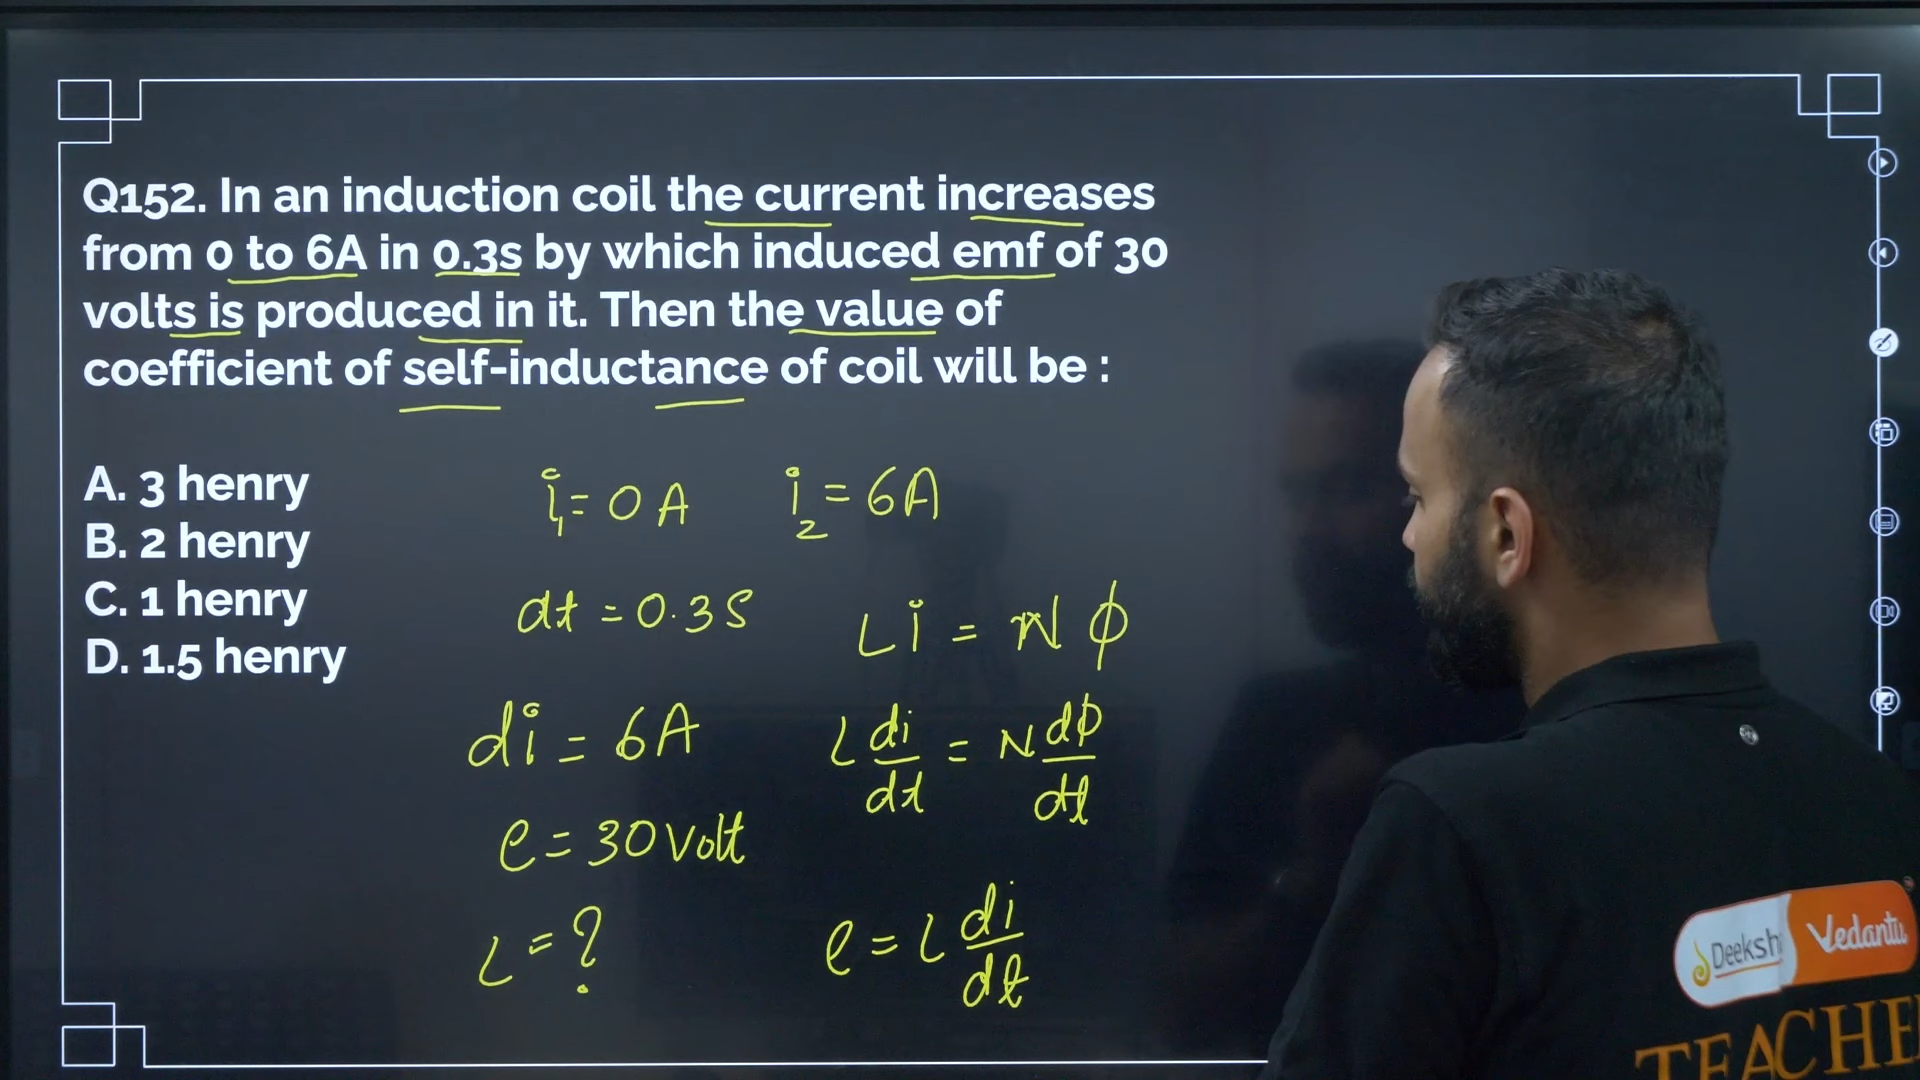 Q152. In an induction coil the current increases
from 0 to 6A in 0.3s by which induced emf of 30
volts is produced in it. Then the value of
coefficient of self-inductance of coil will be :
A. 3 henry
B. 2 henry
C. 1 henry
D. 1.5 henry
i₁ = 0 A i₂ = 6A
dt = 0.3 S
Li = N ϕ
di = 6A
L di/dt = N dϕ/dt
e = 30 Volt
L = ?
e = L di/dt
Deeksh
Vedantu
TEACHE